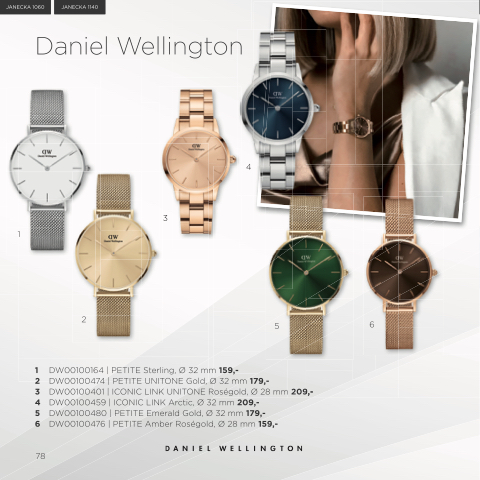 JANECKA 1060 JANECKA 1140
Daniel Wellington
1
2
3
4
5
6
1 DW00100164 | PETITE Sterling, Ø 32 mm 159,-
2 DW00100474 | PETITE UNITONE Gold, Ø 32 mm 179,-
3 DW00100401 | ICONIC LINK UNITONE Roségold, Ø 28 mm 209,-
4 DW00100459 | ICONIC LINK Arctic, Ø 32 mm 209,-
5 DW00100480 | PETITE Emerald Gold, Ø 32 mm 179,-
6 DW00100476 | PETITE Amber Roségold, Ø 28 mm 159,-
DANIEL WELLINGTON
78